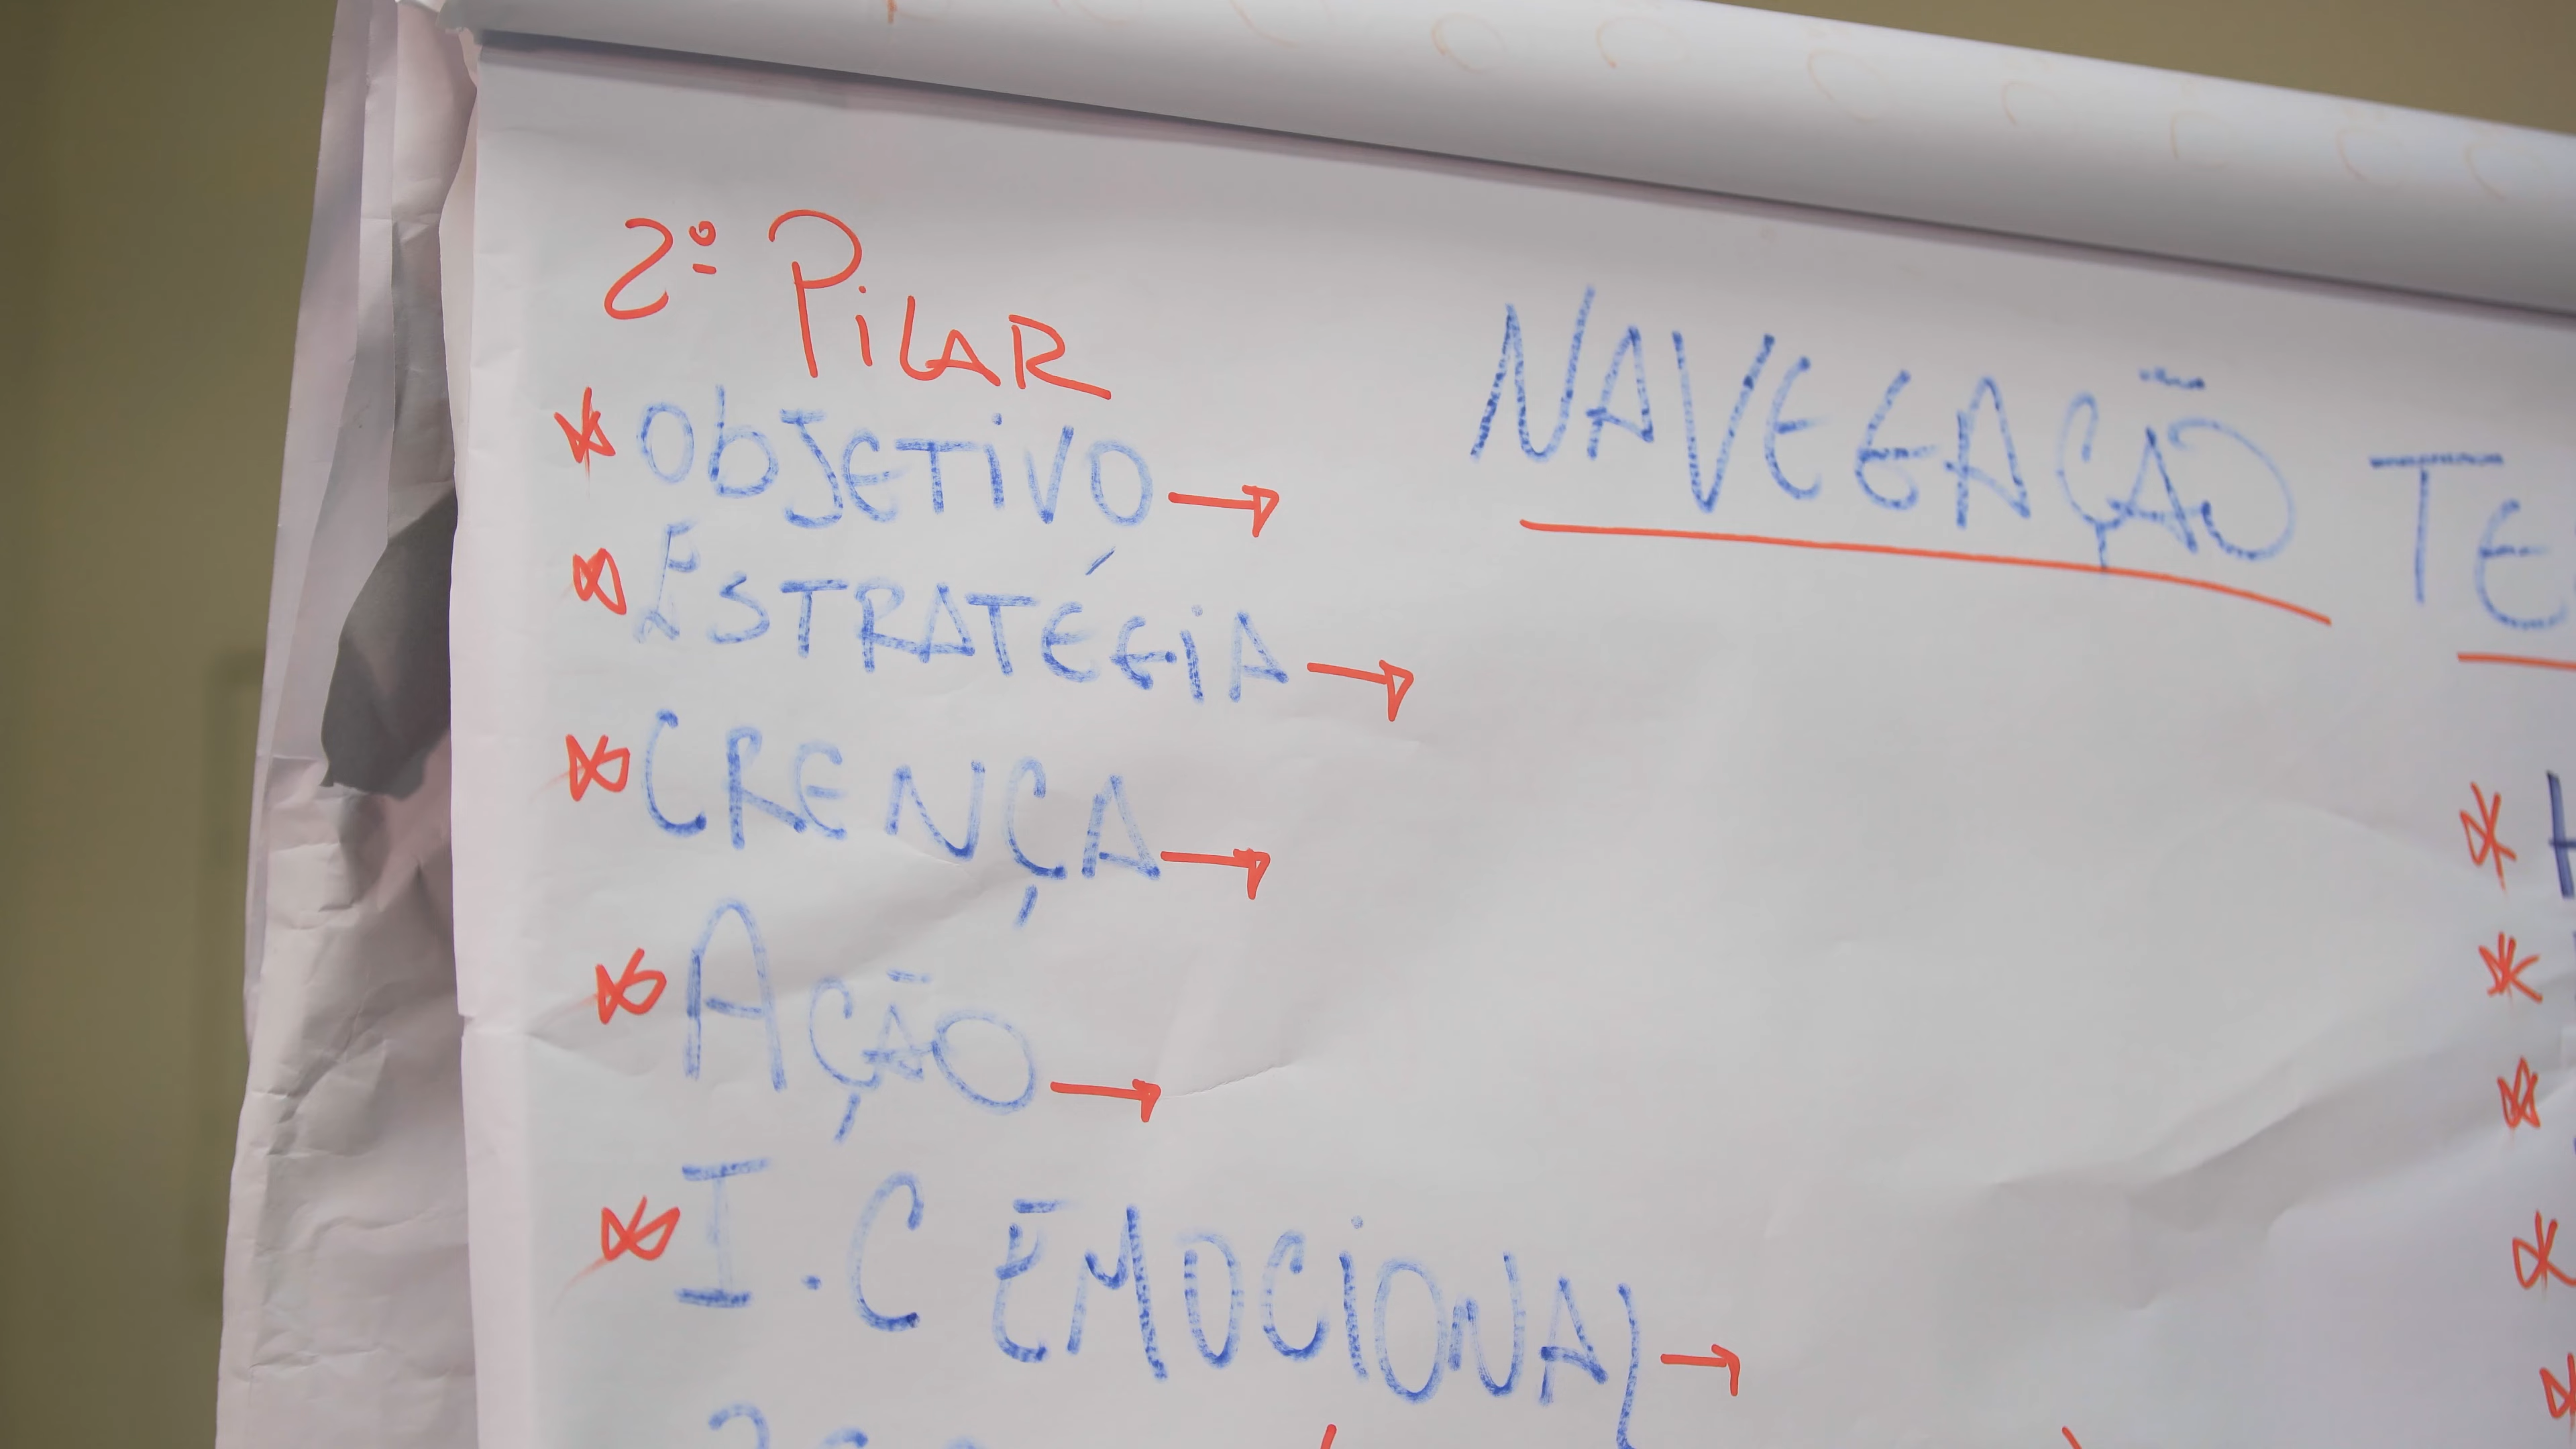 2º PILAR
NAVEGAÇÃO
* OBJETIVO →
* ESTRATÉGIA →
* CRENÇA →
* AÇÃO →
* I.C EMOCIONAL →